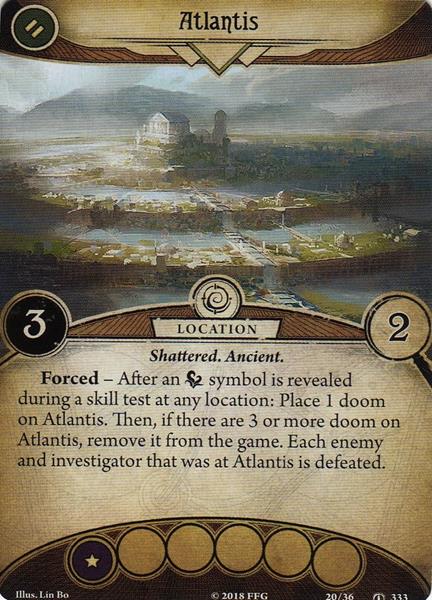 Atlantis
3
LOCATION
2
Shattered. Ancient.
Forced – After an symbol is revealed
during a skill test at any location: Place 1 doom
on Atlantis. Then, if there are 3 or more doom on
Atlantis, remove it from the game. Each enemy
and investigator that was at Atlantis is defeated.
Illus. Lin Bo © 2018 FFG 20/36 333